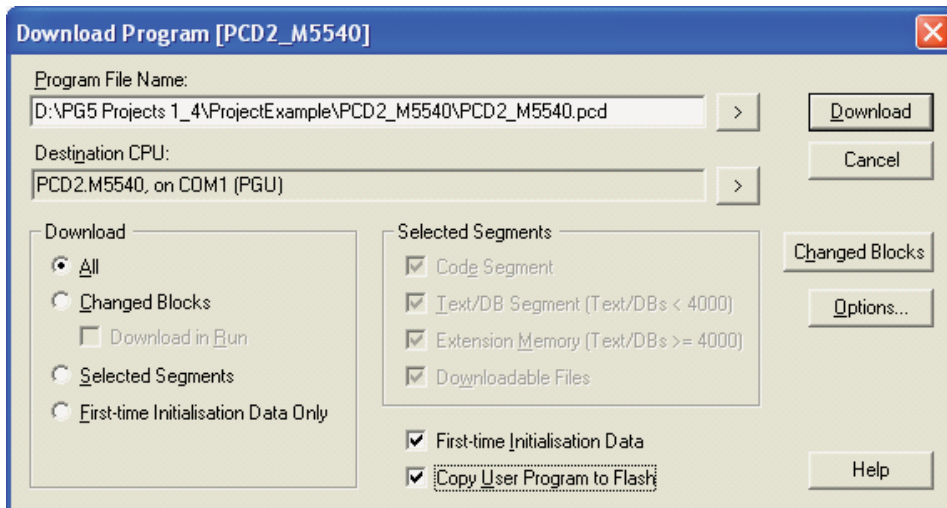 Download Program [PCD2_M5540]
Program File Name:
D:\PG5 Projects 1_4\ProjectExample\PCD2_M5540\PCD2_M5540.pcd
>
Download
Destination CPU:
Cancel
PCD2.M5540, on COM1 (PGU)
>
Download
All
Changed Blocks
Download in Run
Selected Segments
First-time Initialisation Data Only
Selected Segments
Code Segment
Text/DB Segment (Text/DBs < 4000)
Extension Memory (Text/DBs >= 4000)
Downloadable Files
First-time Initialisation Data
Copy User Program to Flash
Changed Blocks
Options...
Help